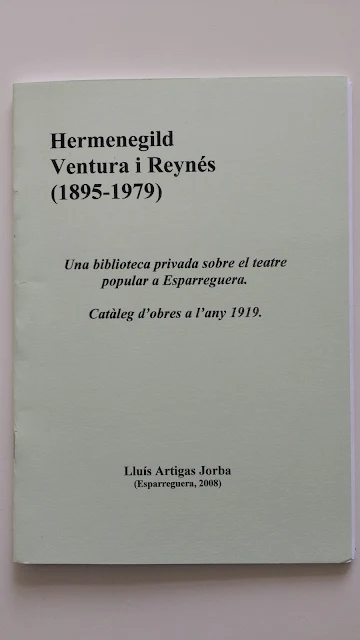 Hermenegild
Ventura i Reynés
(1895-1979)
Una biblioteca privada sobre el teatre
popular a Esparreguera.
Catàleg d'obres a l'any 1919.
Lluís Artigas Jorba
(Esparreguera, 2008)